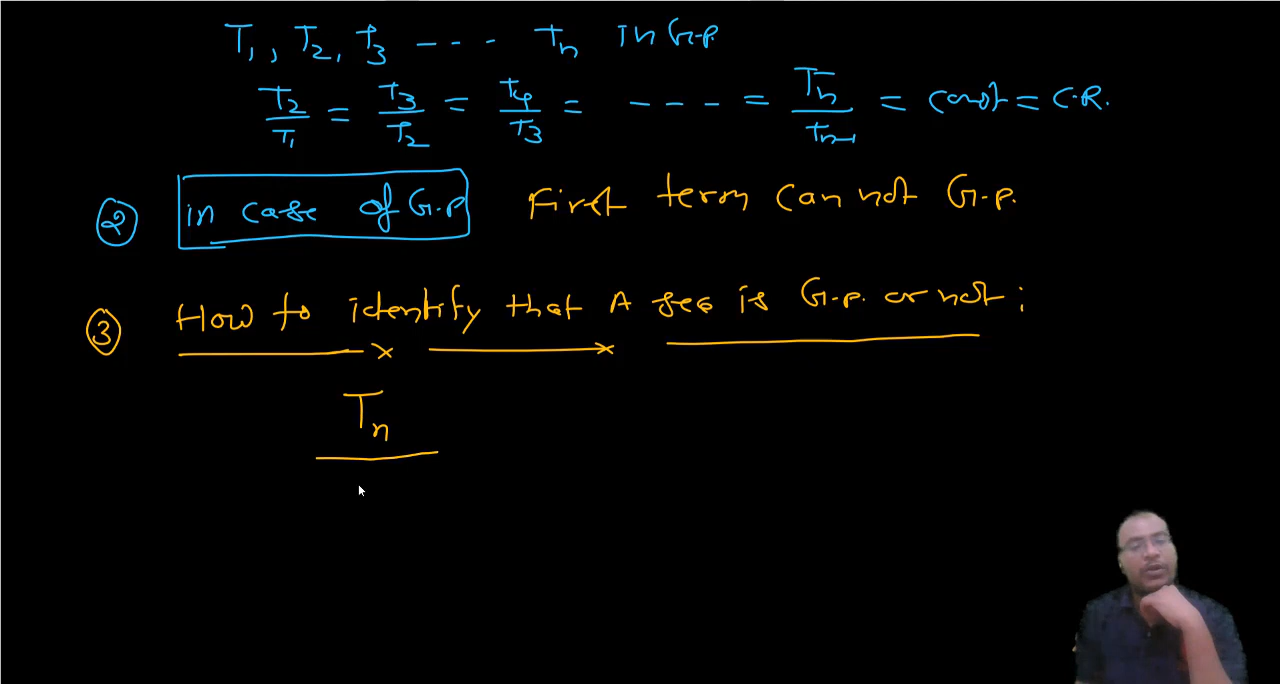 T₁, T₂, T₃ --- Tₙ in G.P.
T₂/T₁ = T₃/T₂ = T₄/T₃ = --- = Tₙ/Tₙ₋₁ = Const = C.R.
② in case of G.P. First term can not G.P.
③ How to identify that A seq is G.P. or not :
Tₙ